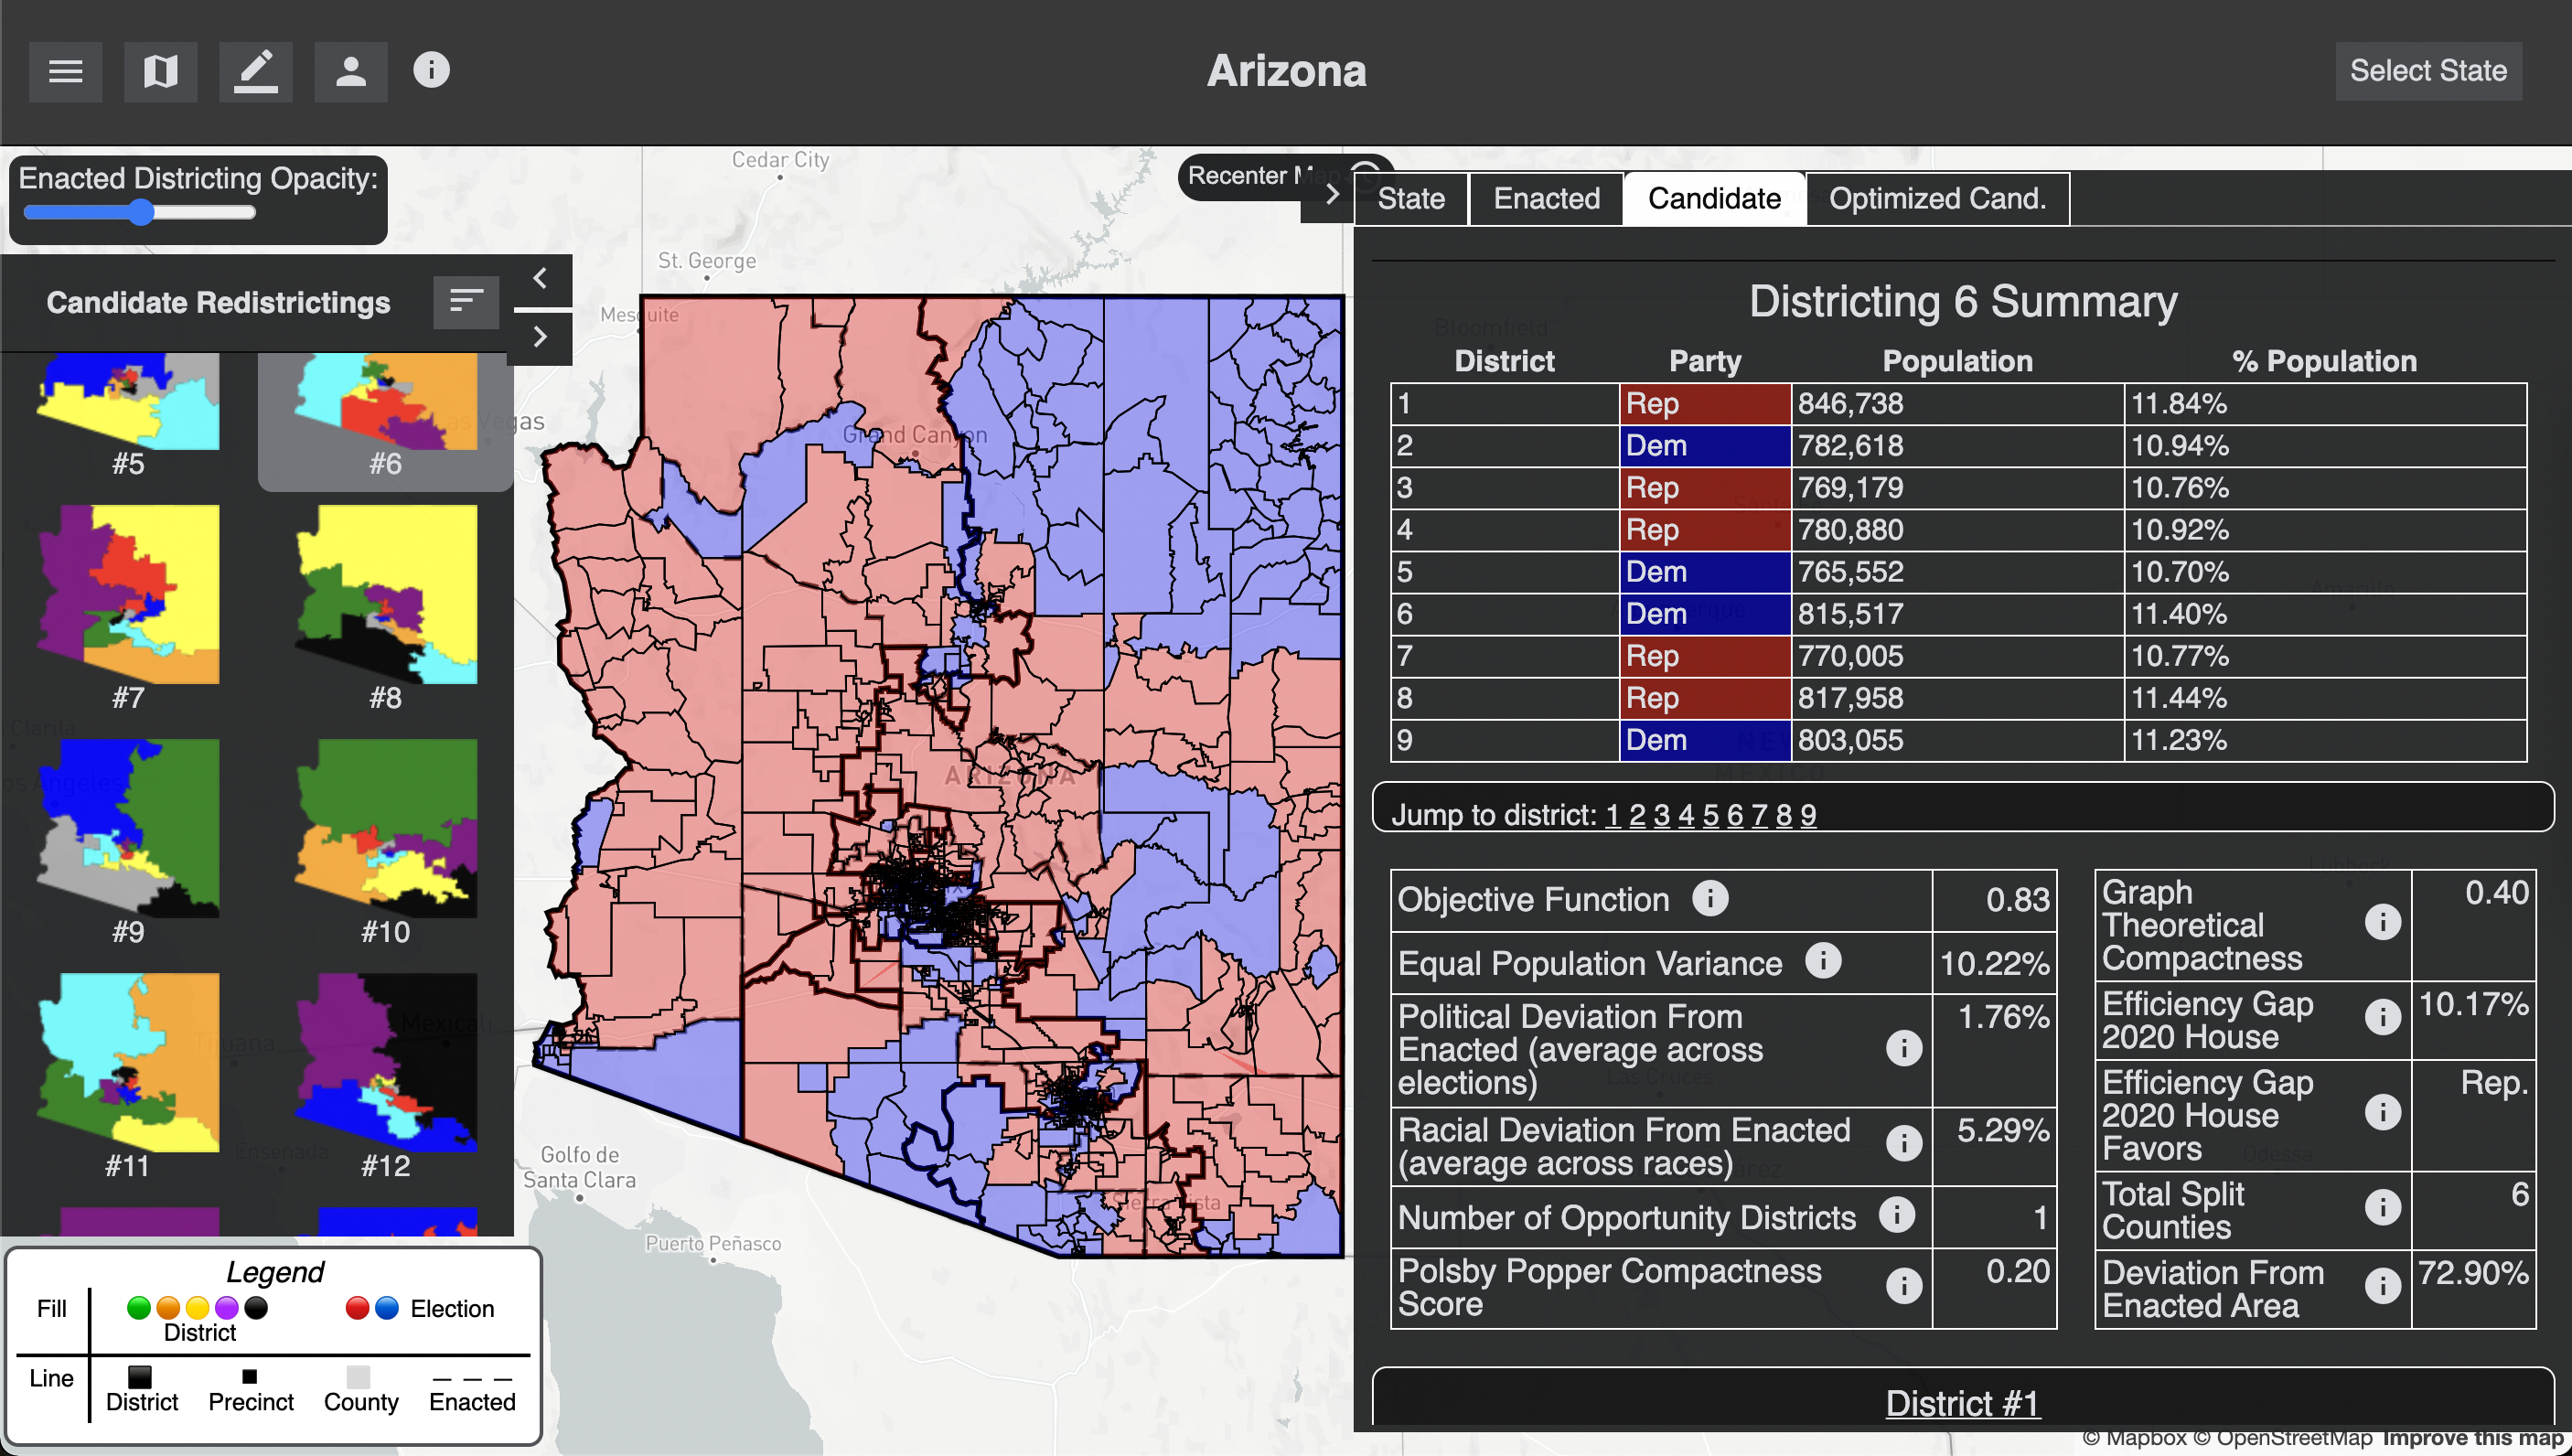 Arizona
Select State
Enacted Districting Opacity:
Recenter Map
State
Enacted
Candidate
Optimized Cand.
Candidate Redistrictings
#5
#6
#7
#8
#9
#10
#11
#12
Legend
Fill
District
Election
Line
District
Precinct
County
Enacted
Cedar City
St. George
Mesquite
Las Vegas
Grand Canyon
ARIZONA
Sierra Vista
Golfo de
Santa Clara
Puerto Peñasco
Los Angeles
Tijuana
Mexicali
Ensenada
Districting 6 Summary
District Party Population % Population
1 Rep 846,738 11.84%
2 Dem 782,618 10.94%
3 Rep 769,179 10.76%
4 Rep 780,880 10.92%
5 Dem 765,552 10.70%
6 Dem 815,517 11.40%
7 Rep 770,005 10.77%
8 Rep 817,958 11.44%
9 Dem 803,055 11.23%
Jump to district: 1 2 3 4 5 6 7 8 9
Objective Function 0.83
Equal Population Variance 10.22%
Political Deviation From 1.76%
Enacted (average across
elections)
Racial Deviation From Enacted 5.29%
(average across races)
Number of Opportunity Districts 1
Polsby Popper Compactness 0.20
Score
Graph 0.40
Theoretical
Compactness
Efficiency Gap 10.17%
2020 House
Efficiency Gap Rep.
2020 House
Favors
Total Split 6
Counties
Deviation From 72.90%
Enacted Area
District #1
© Mapbox © OpenStreetMap Improve this map